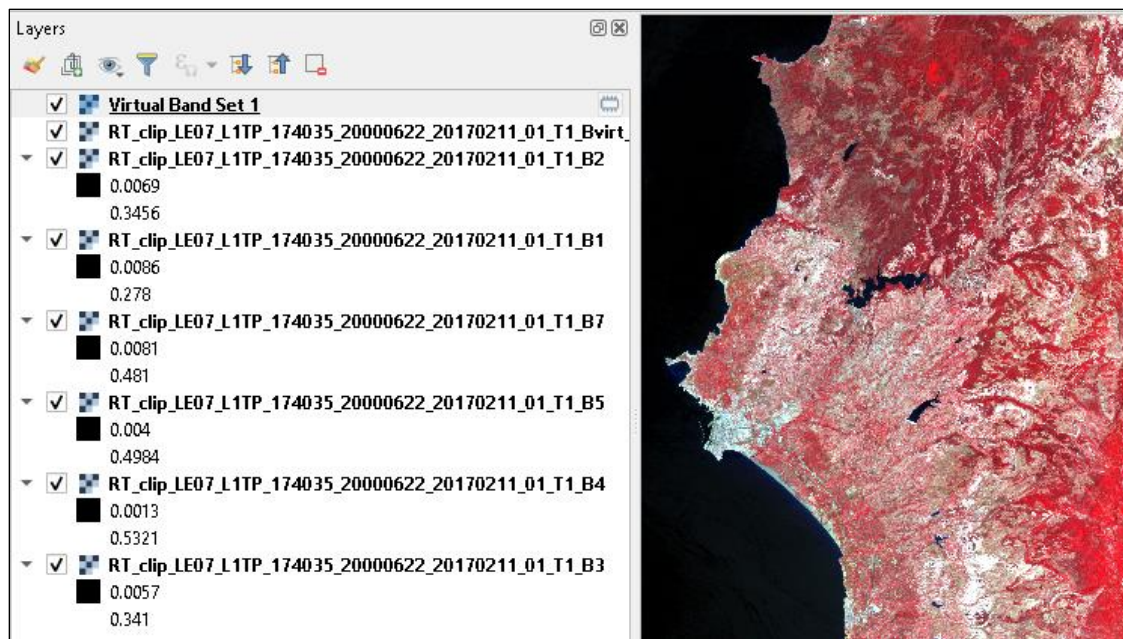 Layers
Virtual Band Set 1
RT_clip_LE07_L1TP_174035_20000622_20170211_01_T1_Bvirt_
RT_clip_LE07_L1TP_174035_20000622_20170211_01_T1_B2
0.0069
0.3456
RT_clip_LE07_L1TP_174035_20000622_20170211_01_T1_B1
0.0086
0.278
RT_clip_LE07_L1TP_174035_20000622_20170211_01_T1_B7
0.0081
0.481
RT_clip_LE07_L1TP_174035_20000622_20170211_01_T1_B5
0.004
0.4984
RT_clip_LE07_L1TP_174035_20000622_20170211_01_T1_B4
0.0013
0.5321
RT_clip_LE07_L1TP_174035_20000622_20170211_01_T1_B3
0.0057
0.341